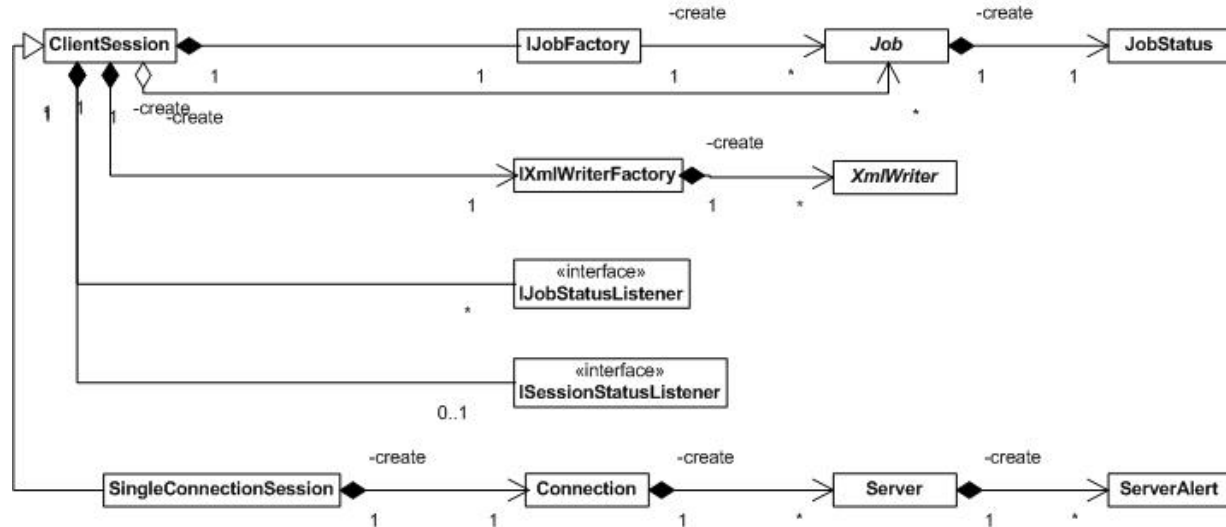 -create
-create
ClientSession
IJobFactory
Job
JobStatus
1
1
1
*
1
1
1
1
1
-create
-create
*
-create
IXmlWriterFactory
XmlWriter
1
1
*
«interface»
IJobStatusListener
*
«interface»
ISessionStatusListener
0..1
-create
-create
-create
SingleConnectionSession
Connection
Server
ServerAlert
1
1
1
*
1
*